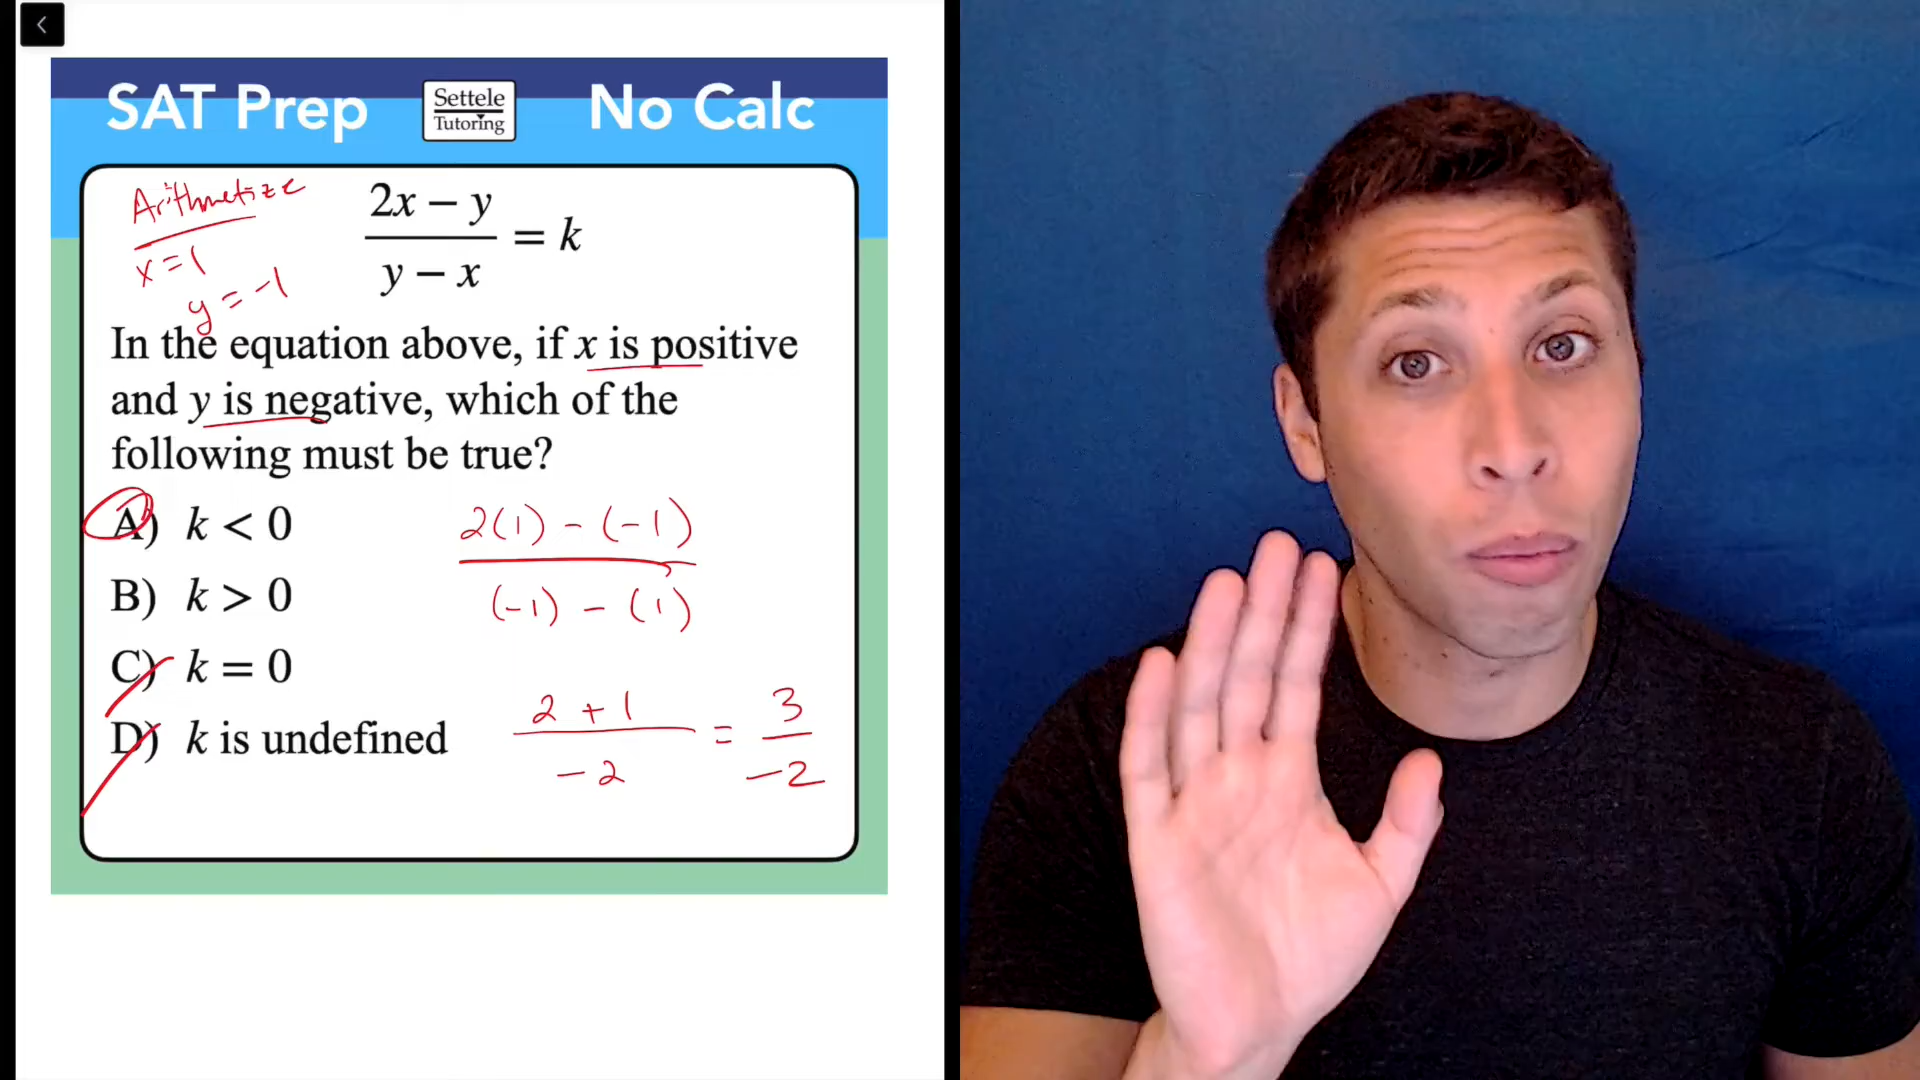 SAT Prep
Settele
Tutoring
No Calc
Arithmetize
x = 1
y = -1
2x − y
y − x
= k
In the equation above, if x is positive
and y is negative, which of the
following must be true?
A) k < 0
B) k > 0
C) k = 0
D) k is undefined
2(1) - (-1)
(-1) - (1)
2 + 1
-2
=
3
-2